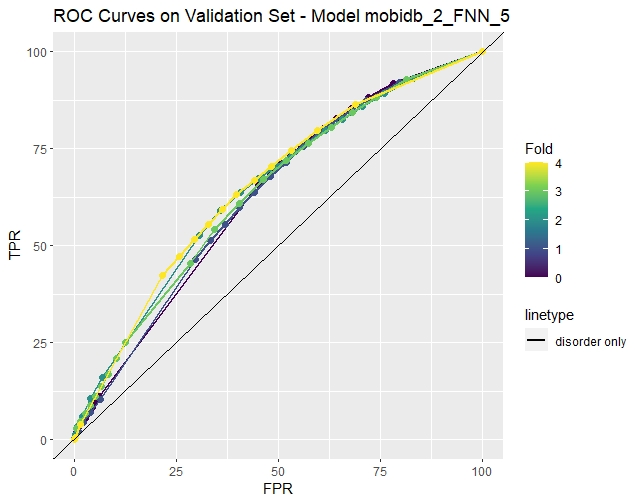 ROC Curves on Validation Set - Model mobidb_2_FNN_5
100
75
50
25
0
TPR
0
25
50
75
100
FPR
Fold
4
3
2
1
0
linetype
disorder only